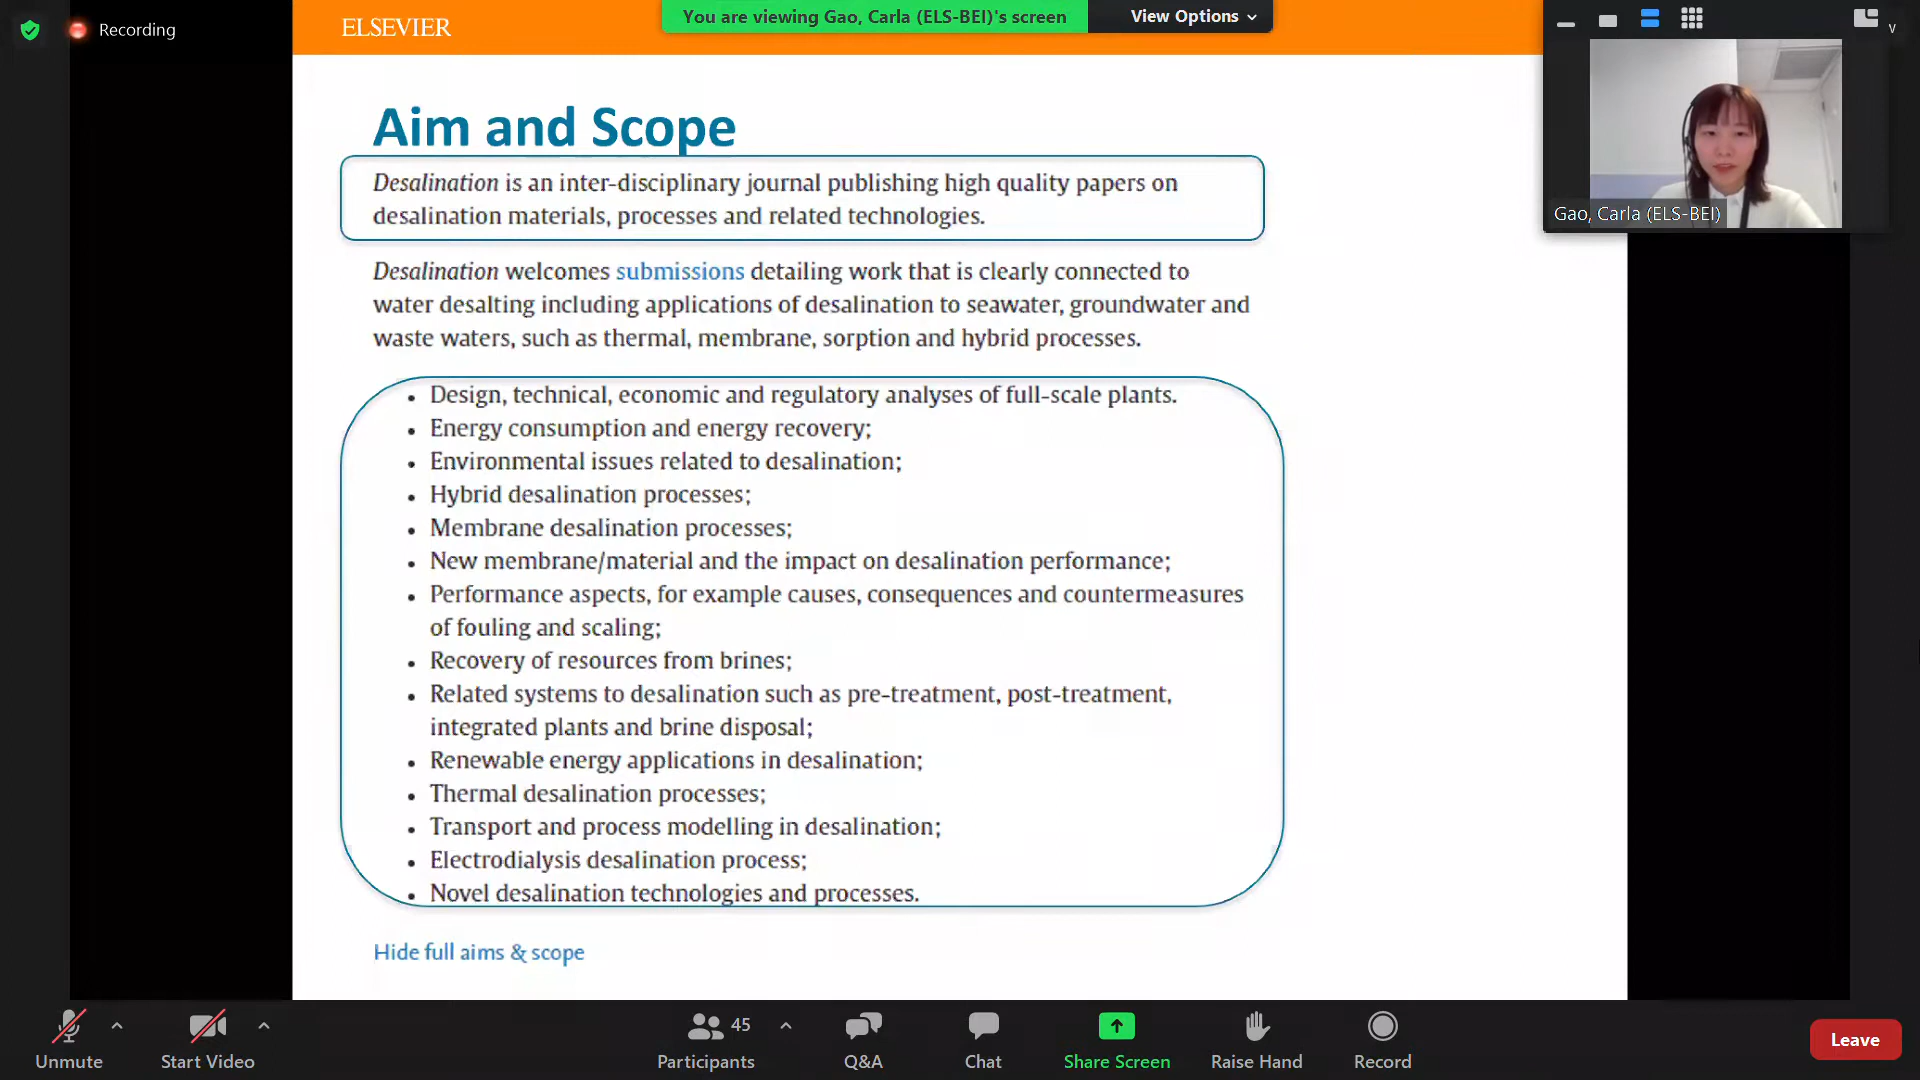 Recording
ELSEVIER
You are viewing Gao, Carla (ELS-BEI)'s screen
View Options
Gao, Carla (ELS-BEI)
Aim and Scope
Desalination is an inter-disciplinary journal publishing high quality papers on
desalination materials, processes and related technologies.
Desalination welcomes submissions detailing work that is clearly connected to
water desalting including applications of desalination to seawater, groundwater and
waste waters, such as thermal, membrane, sorption and hybrid processes.
• Design, technical, economic and regulatory analyses of full-scale plants.
• Energy consumption and energy recovery;
• Environmental issues related to desalination;
• Hybrid desalination processes;
• Membrane desalination processes;
• New membrane/material and the impact on desalination performance;
• Performance aspects, for example causes, consequences and countermeasures
of fouling and scaling;
• Recovery of resources from brines;
• Related systems to desalination such as pre-treatment, post-treatment,
integrated plants and brine disposal;
• Renewable energy applications in desalination;
• Thermal desalination processes;
• Transport and process modelling in desalination;
• Electrodialysis desalination process;
• Novel desalination technologies and processes.
Hide full aims & scope
Unmute
Start Video
45
Participants
Q&A
Chat
Share Screen
Raise Hand
Record
Leave